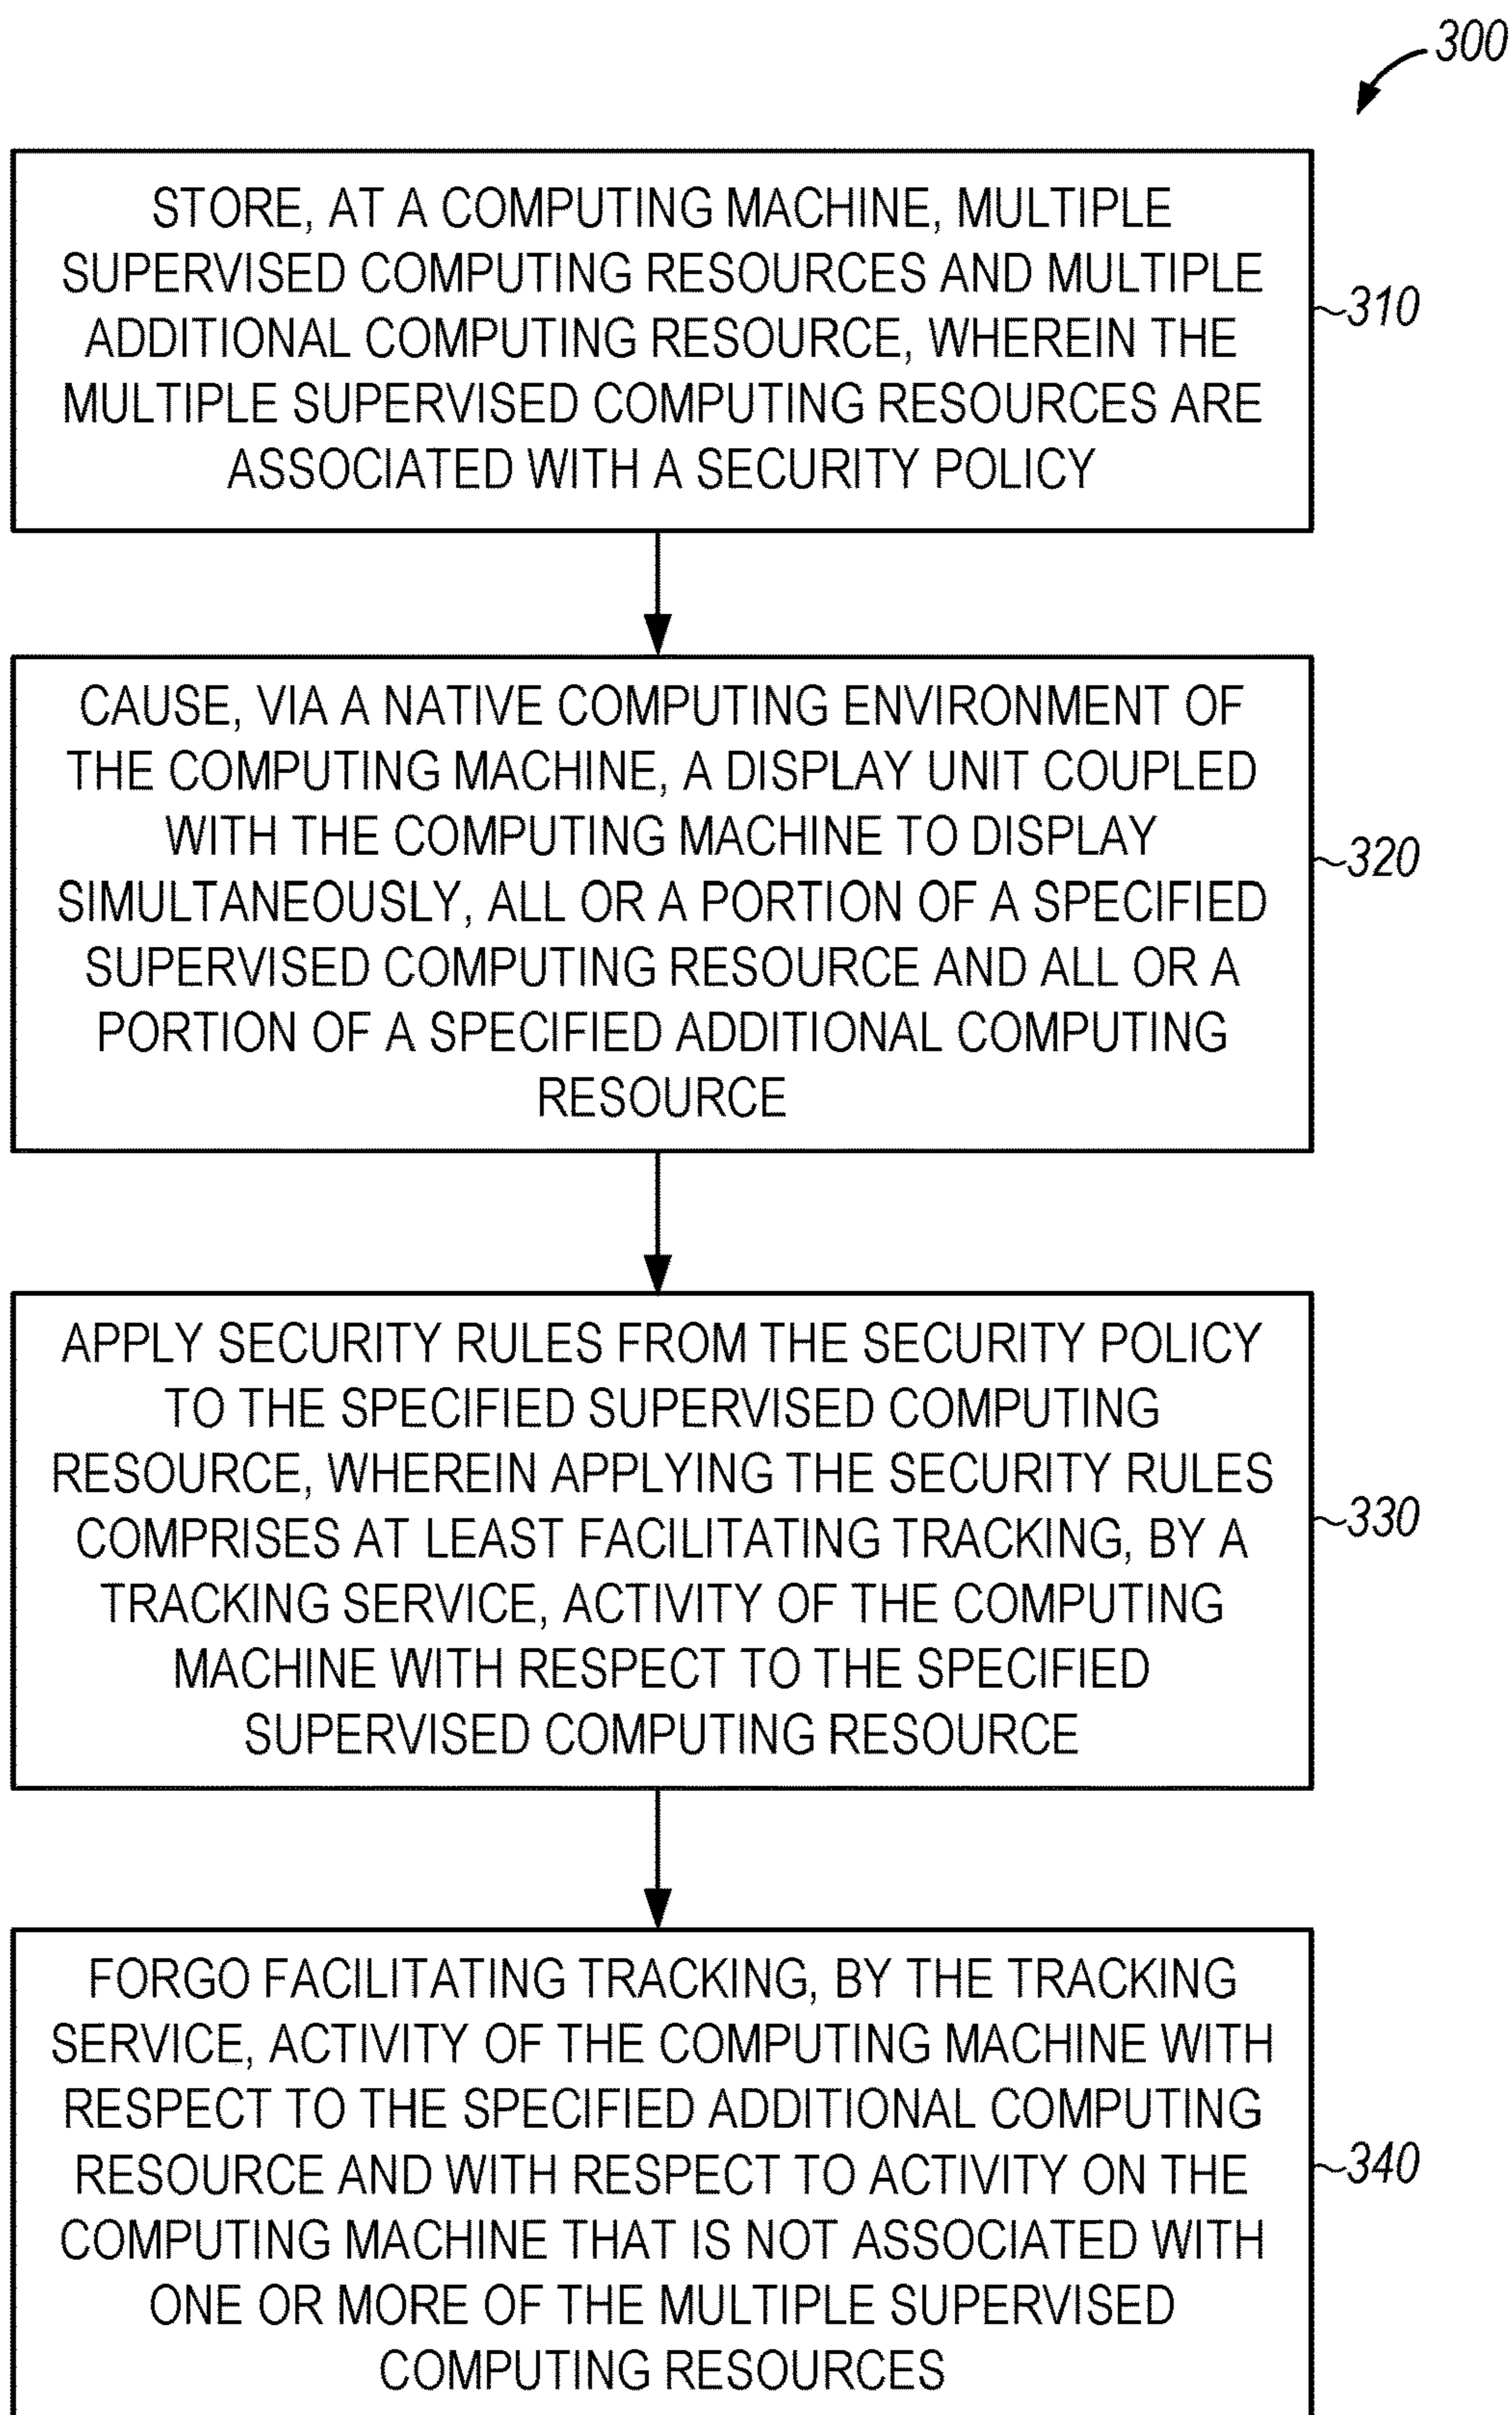 300
STORE, AT A COMPUTING MACHINE, MULTIPLE
SUPERVISED COMPUTING RESOURCES AND MULTIPLE
ADDITIONAL COMPUTING RESOURCE, WHEREIN THE
MULTIPLE SUPERVISED COMPUTING RESOURCES ARE
ASSOCIATED WITH A SECURITY POLICY
310
CAUSE, VIA A NATIVE COMPUTING ENVIRONMENT OF
THE COMPUTING MACHINE, A DISPLAY UNIT COUPLED
WITH THE COMPUTING MACHINE TO DISPLAY
SIMULTANEOUSLY, ALL OR A PORTION OF A SPECIFIED
SUPERVISED COMPUTING RESOURCE AND ALL OR A
PORTION OF A SPECIFIED ADDITIONAL COMPUTING
RESOURCE
320
APPLY SECURITY RULES FROM THE SECURITY POLICY
TO THE SPECIFIED SUPERVISED COMPUTING
RESOURCE, WHEREIN APPLYING THE SECURITY RULES
COMPRISES AT LEAST FACILITATING TRACKING, BY A
TRACKING SERVICE, ACTIVITY OF THE COMPUTING
MACHINE WITH RESPECT TO THE SPECIFIED
SUPERVISED COMPUTING RESOURCE
330
FORGO FACILITATING TRACKING, BY THE TRACKING
SERVICE, ACTIVITY OF THE COMPUTING MACHINE WITH
RESPECT TO THE SPECIFIED ADDITIONAL COMPUTING
RESOURCE AND WITH RESPECT TO ACTIVITY ON THE
COMPUTING MACHINE THAT IS NOT ASSOCIATED WITH
ONE OR MORE OF THE MULTIPLE SUPERVISED
COMPUTING RESOURCES
340